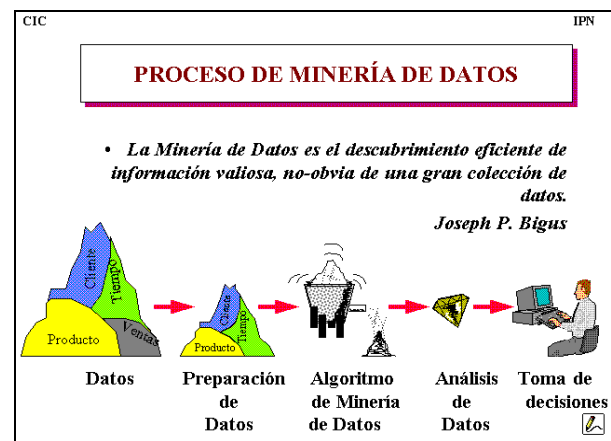 CIC
IPN
PROCESO DE MINERÍA DE DATOS
• La Minería de Datos es el descubrimiento eficiente de
información valiosa, no-obvia de una gran colección de
datos.
Joseph P. Bigus
Cliente
Tiempo
Producto
Ventas
Cliente
Tiempo
Producto
Datos
Preparación
de
Datos
Algoritmo
de Minería
de Datos
Análisis
de
Datos
Toma de
decisiones